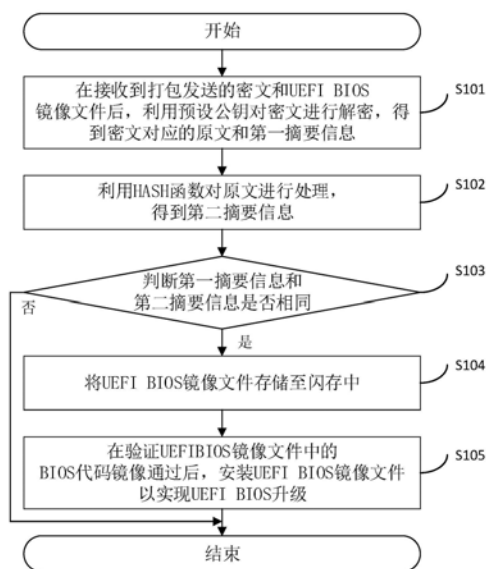 开始
在接收到打包发送的密文和UEFI BIOS
镜像文件后，利用预设公钥对密文进行解密，得
到密文对应的原文和第一摘要信息
S101
利用HASH函数对原文进行处理，
得到第二摘要信息
S102
判断第一摘要信息和
第二摘要信息是否相同
S103
否
是
将UEFI BIOS镜像文件存储至闪存中
S104
在验证UEFIBIOS镜像文件中的
BIOS代码镜像通过后，安装UEFI BIOS镜像文件
以实现UEFI BIOS升级
S105
结束